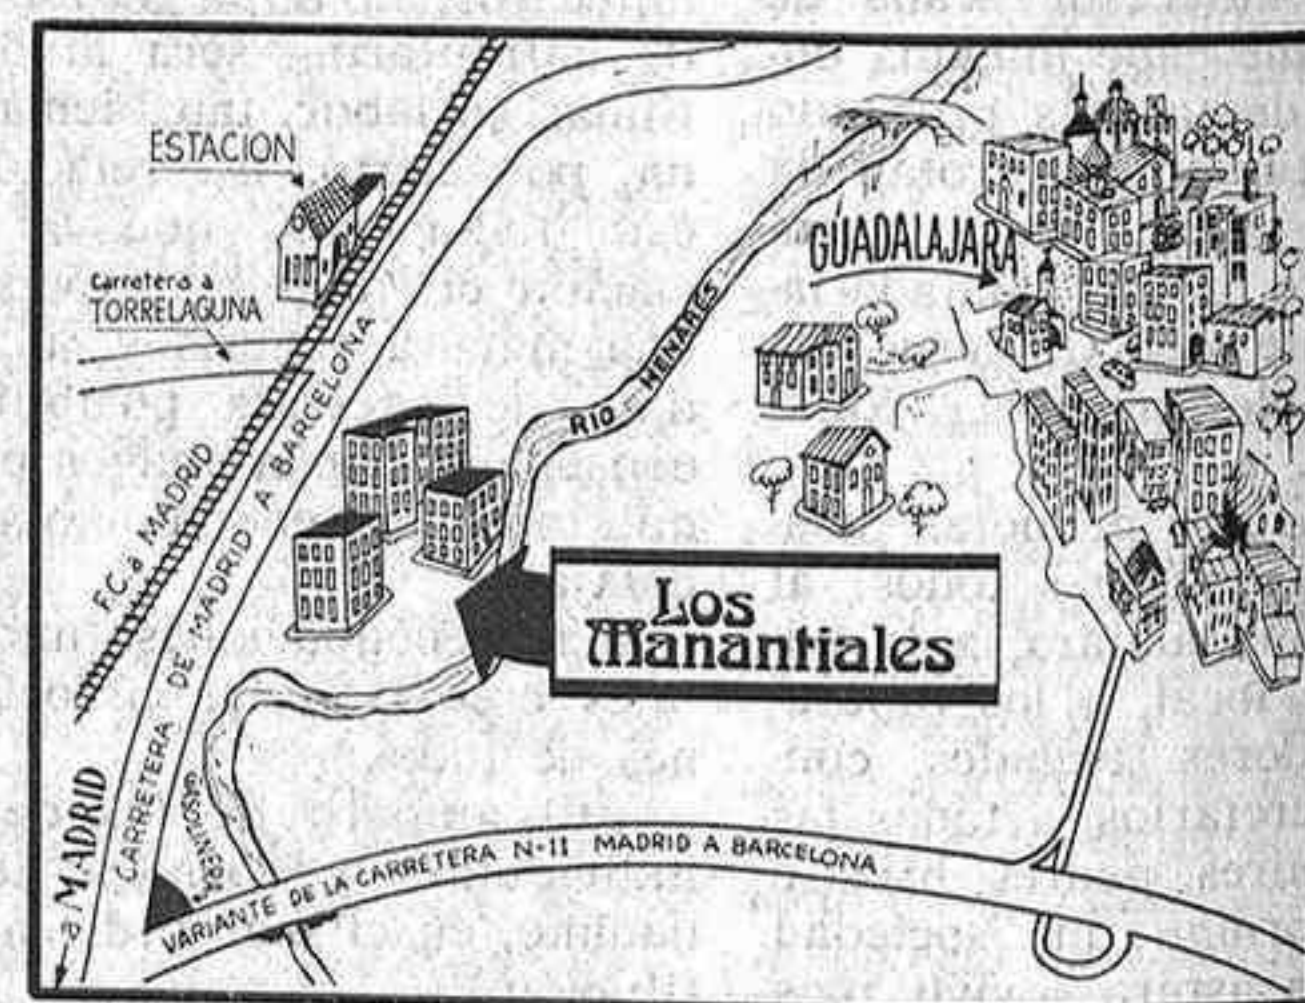 ESTACION
Carretera a
TORRELAGUNA
GUADALAJARA
RIO HENARES
F.C. a MADRID
CARRETERA DE MADRID A BARCELONA
Los
Manantiales
a MADRID
GASOLINERA
VARIANTE DE LA CARRETERA N-II MADRID A BARCELONA